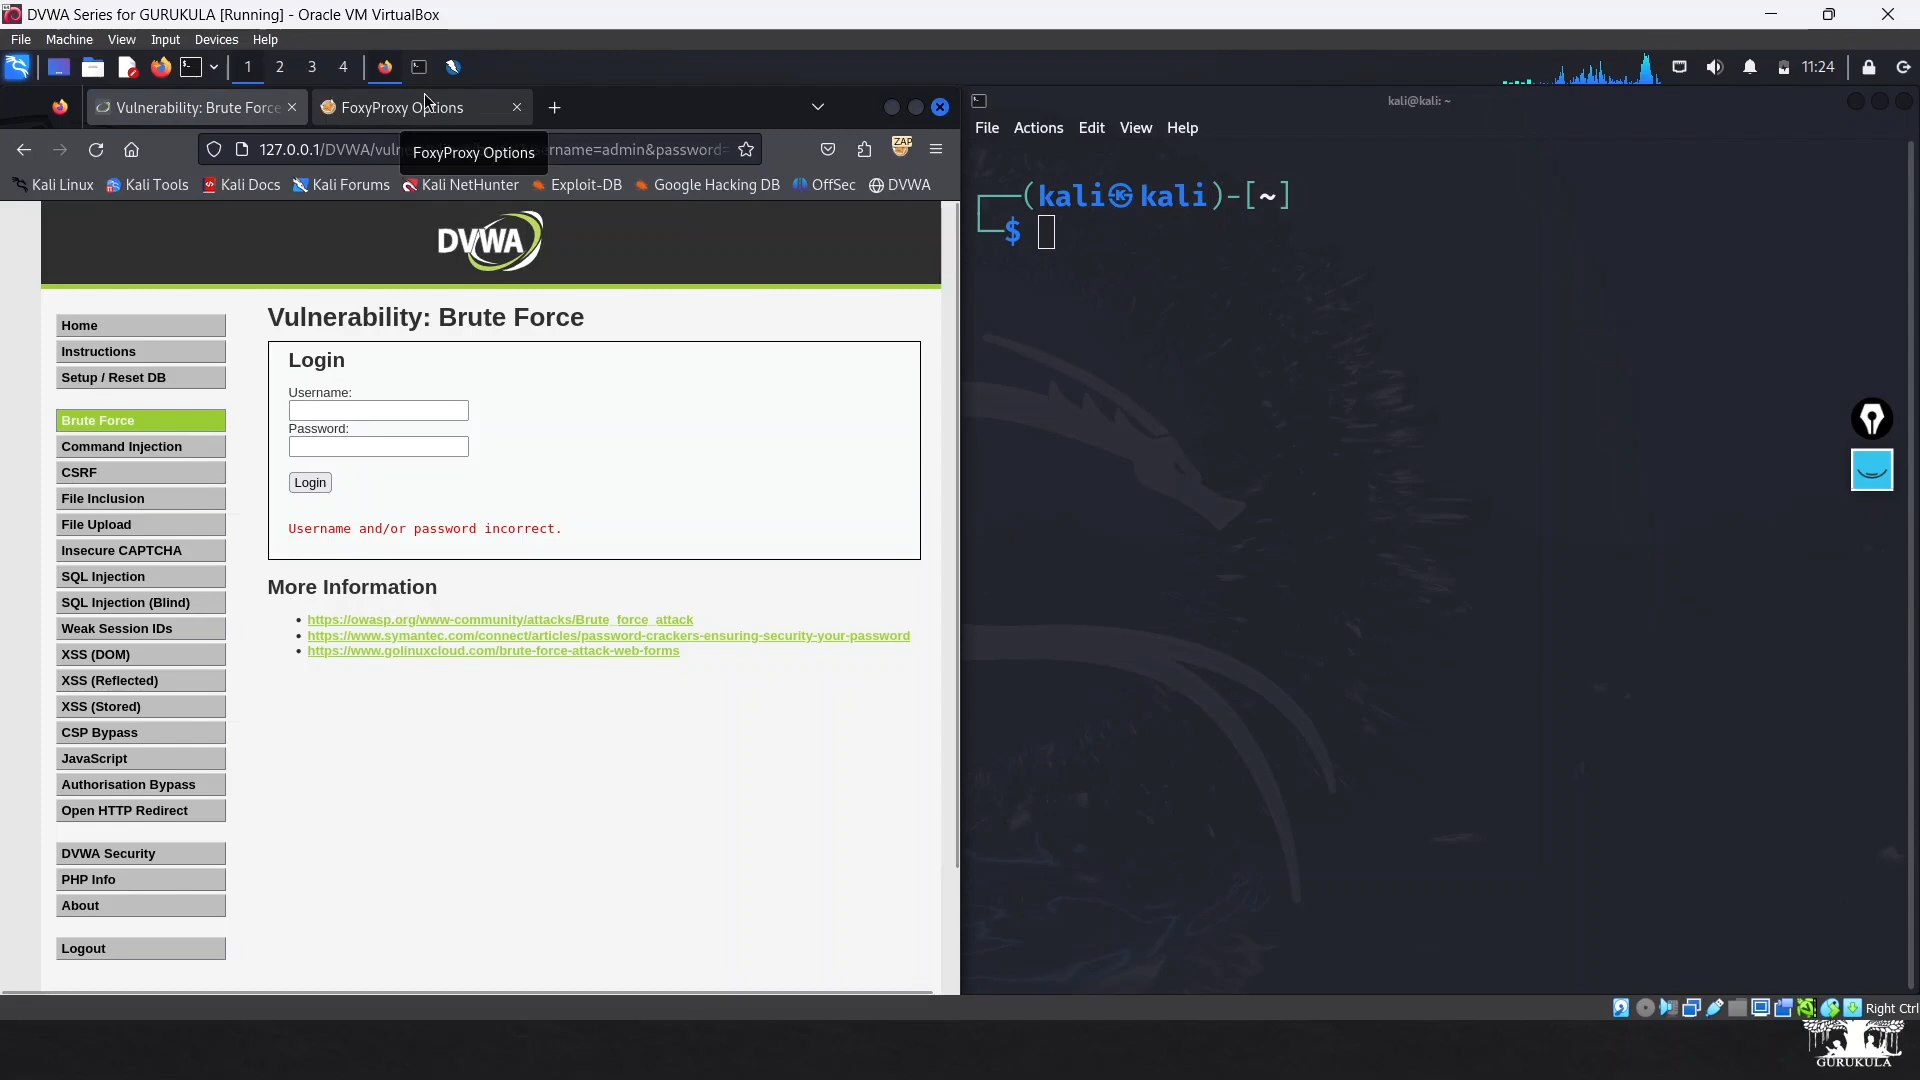 DVWA Series for GURUKULA [Running] - Oracle VM VirtualBox
File Machine View Input Devices Help
1 2 3 4
11:24
Vulnerability: Brute Force
FoxyProxy Options
127.0.0.1/DVWA/vuln
ername=admin&password=
ZAP
FoxyProxy Options
Kali Linux Kali Tools Kali Docs Kali Forums Kali NetHunter Exploit-DB Google Hacking DB OffSec DVWA
DVWA
Home
Instructions
Setup / Reset DB
Brute Force
Command Injection
CSRF
File Inclusion
File Upload
Insecure CAPTCHA
SQL Injection
SQL Injection (Blind)
Weak Session IDs
XSS (DOM)
XSS (Reflected)
XSS (Stored)
CSP Bypass
JavaScript
Authorisation Bypass
Open HTTP Redirect
DVWA Security
PHP Info
About
Logout
Vulnerability: Brute Force
Login
Username:
Password:
Login
Username and/or password incorrect.
More Information
https://owasp.org/www-community/attacks/Brute_force_attack
https://www.symantec.com/connect/articles/password-crackers-ensuring-security-your-password
https://www.golinuxcloud.com/brute-force-attack-web-forms
kali@kali: ~
File Actions Edit View Help
(kali㉿kali)-[~]
$
Right Ctrl
GURUKULA